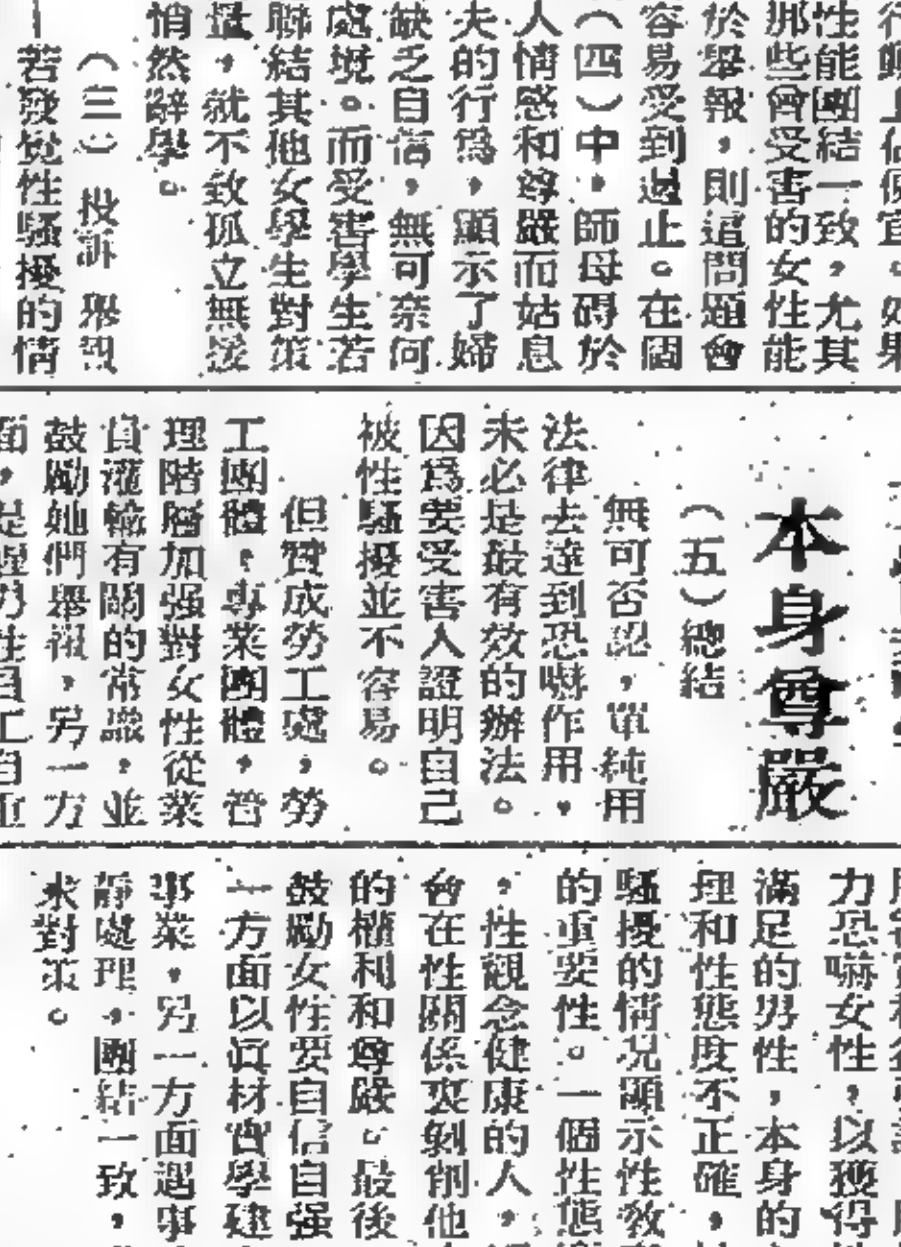 性能團結一致，尤其
那些曾受害的女性能
於舉報，則這問題會
容易受到遏止。在個
（四）中，師母碍於
人情感和尊嚴而姑息
夫的行為，顯示了婦
缺乏自信，無可奈何
處境。而受害學生若
聯結其他女學生對策
量，就不致孤立無援
悄然辭學。
（三）投訴 舉報
若發覺性騷擾的情
本身尊嚴
（五）總結
無可否認，單純用
法律去達到恐嚇作用，
未必是最有效的辦法。
因爲要受害人證明自己
被性騷擾並不容易。
但贊成勞工處，勞
工團體，專業團體，管
理階層加强對女性從業
員灌輸有關的常識，並
鼓勵她們舉報，另一方
力恐嚇女性，以獲得
滿足的男性，本身的
理和性態度不正確，
騷擾的情况顯示性敎
的重要性。一個性態
，性觀念健康的人，
會在性關係衷剝削他
的權利和尊嚴。最後
鼓勵女性要自信自强
一方面以眞材實學建
事業，另一方面遇事
靜處理，團結一致，
求對策。